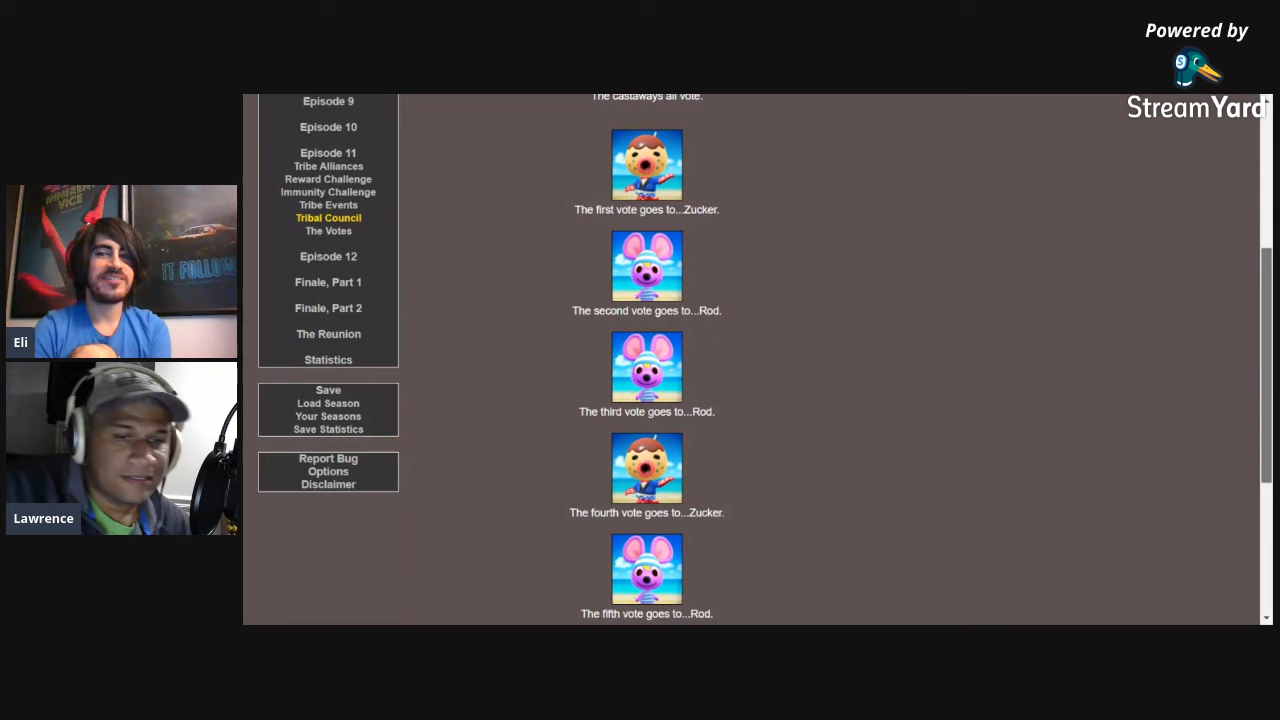 Powered by
StreamYard
Episode 9
Episode 10
Episode 11
Tribe Alliances
Reward Challenge
Immunity Challenge
Tribe Events
Tribal Council
The Votes
Episode 12
Finale, Part 1
Finale, Part 2
The Reunion
Statistics
Save
Load Season
Your Seasons
Save Statistics
Report Bug
Options
Disclaimer
The castaways all vote.
The first vote goes to...Zucker.
The second vote goes to...Rod.
The third vote goes to...Rod.
The fourth vote goes to...Zucker.
The fifth vote goes to...Rod.
INHERENT
VICE
IT FOLLOW
Eli
Lawrence